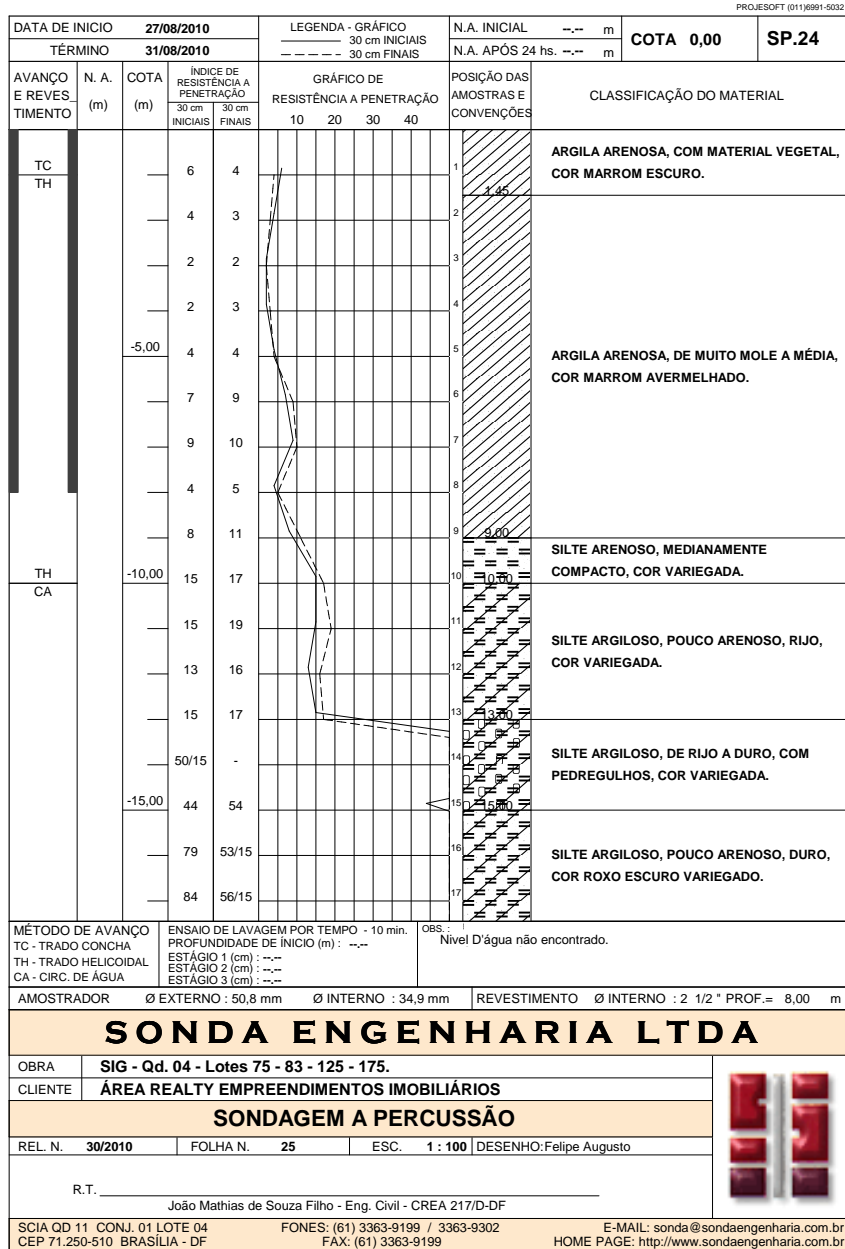 PROJESOFT (011)6991-5032
DATA DE INICIO 27/08/2010
TÉRMINO 31/08/2010
LEGENDA - GRÁFICO
30 cm INICIAIS
30 cm FINAIS
N.A. INICIAL --.-- m
N.A. APÓS 24 hs. --.-- m
COTA 0,00
SP.24
AVANÇO E REVES_ TIMENTO
N. A. (m)
COTA (m)
ÍNDICE DE RESISTÊNCIA A PENETRAÇÃO
30 cm INICIAIS
30 cm FINAIS
GRÁFICO DE RESISTÊNCIA A PENETRAÇÃO
10 20 30 40
POSIÇÃO DAS AMOSTRAS E CONVENÇÕES
CLASSIFICAÇÃO DO MATERIAL
TC
TH
6 4 1
ARGILA ARENOSA, COM MATERIAL VEGETAL,
COR MARROM ESCURO.
1,45
4 3 2
2 2 3
2 3 4
-5,00 4 4 5
ARGILA ARENOSA, DE MUITO MOLE A MÉDIA,
COR MARROM AVERMELHADO.
7 9 6
9 10 7
4 5 8
8 11 9
9,00
SILTE ARENOSO, MEDIANAMENTE
COMPACTO, COR VARIEGADA.
TH
CA
-10,00 15 17 10
10,00
15 19 11
SILTE ARGILOSO, POUCO ARENOSO, RIJO,
COR VARIEGADA.
13 16 12
15 17 13
13,00
50/15 - 14
SILTE ARGILOSO, DE RIJO A DURO, COM
PEDREGULHOS, COR VARIEGADA.
-15,00 44 54 15
15,00
79 53/15 16
SILTE ARGILOSO, POUCO ARENOSO, DURO,
COR ROXO ESCURO VARIEGADO.
84 56/15 17
MÉTODO DE AVANÇO
TC - TRADO CONCHA
TH - TRADO HELICOIDAL
CA - CIRC. DE ÁGUA
ENSAIO DE LAVAGEM POR TEMPO - 10 min.
PROFUNDIDADE DE ÍNICIO (m) : --.--
ESTÁGIO 1 (cm) : --.--
ESTÁGIO 2 (cm) : --.--
ESTÁGIO 3 (cm) : --.--
OBS. :
Nivel D'água não encontrado.
AMOSTRADOR Ø EXTERNO : 50,8 mm Ø INTERNO : 34,9 mm REVESTIMENTO Ø INTERNO : 2 1/2 " PROF.= 8,00 m
SONDA ENGENHARIA LTDA
OBRA SIG - Qd. 04 - Lotes 75 - 83 - 125 - 175.
CLIENTE ÁREA REALTY EMPREENDIMENTOS IMOBILIÁRIOS
SONDAGEM A PERCUSSÃO
REL. N. 30/2010 FOLHA N. 25 ESC. 1 : 100 DESENHO:Felipe Augusto
R.T.
João Mathias de Souza Filho - Eng. Civil - CREA 217/D-DF
SCIA QD 11 CONJ. 01 LOTE 04 FONES: (61) 3363-9199 / 3363-9302 E-MAIL: sonda@sondaengenharia.com.br
CEP 71.250-510 BRASÍLIA - DF FAX: (61) 3363-9199 HOME PAGE: http://www.sondaengenharia.com.br